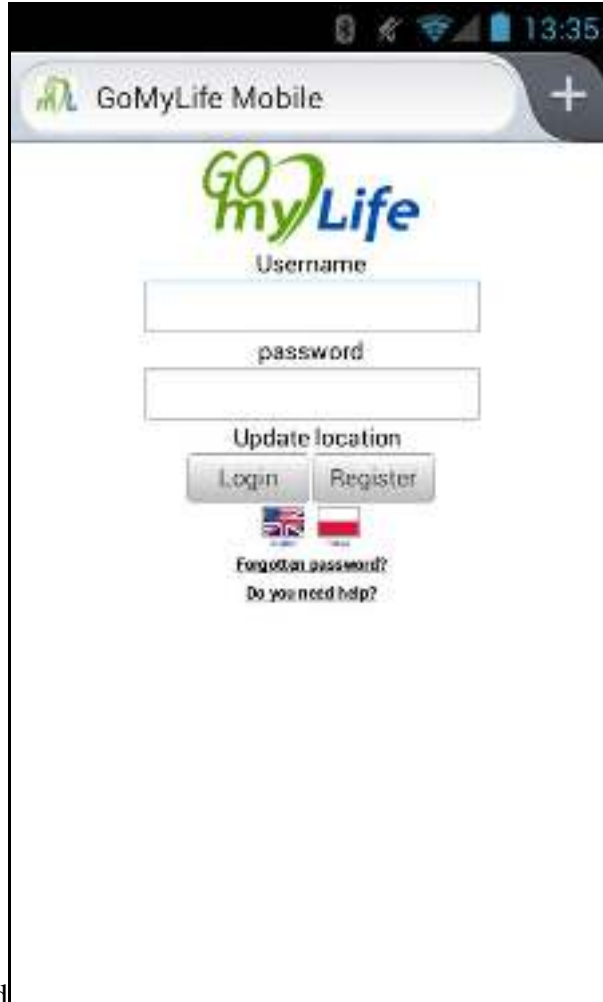 13:35
GoMyLife Mobile
GO
my Life
Username
password
Update location
Login Register
Forgotten password?
Do you need help?